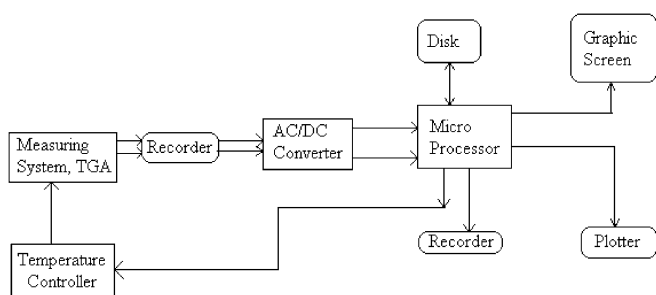 Disk
Graphic
Screen
Measuring
System, TGA
Recorder
AC/DC
Converter
Micro
Processor
Temperature
Controller
Recorder
Plotter